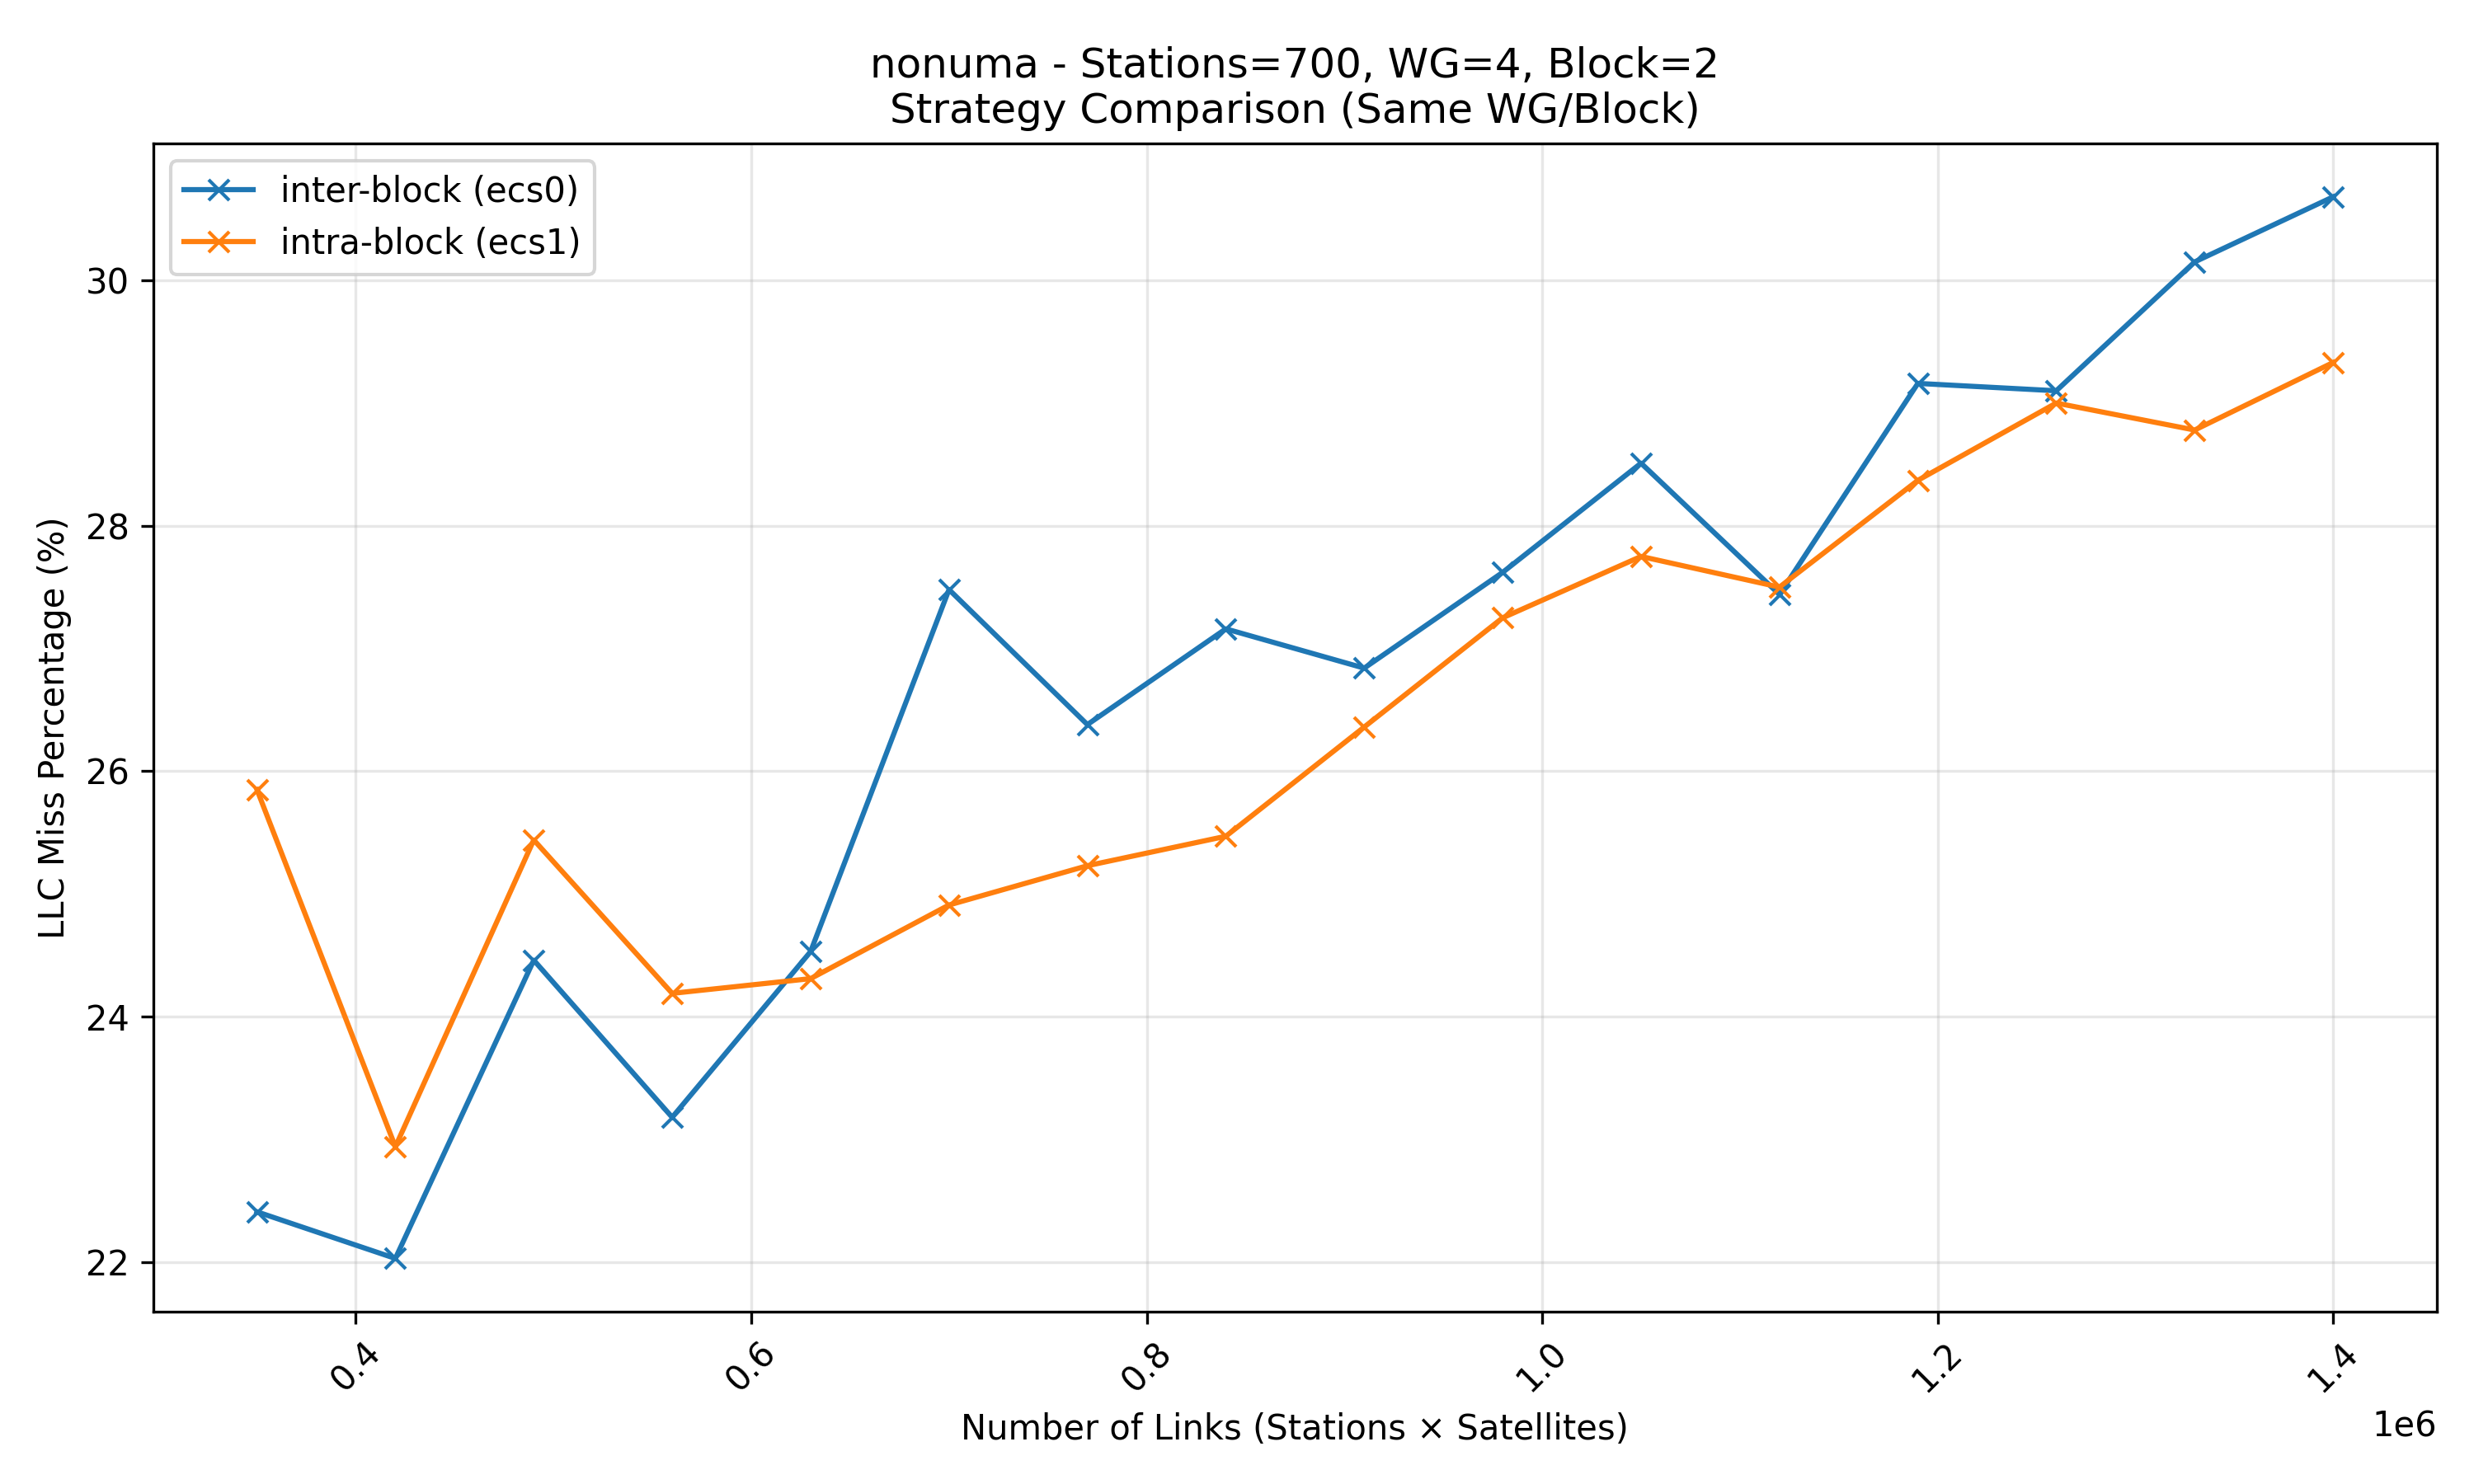 nonuma - Stations=700, WG=4, Block=2
Strategy Comparison (Same WG/Block)
inter-block (ecs0)
intra-block (ecs1)
LLC Miss Percentage (%)
30
28
26
24
22
0.4
0.6
0.8
1.0
1.2
1.4
1e6
Number of Links (Stations × Satellites)